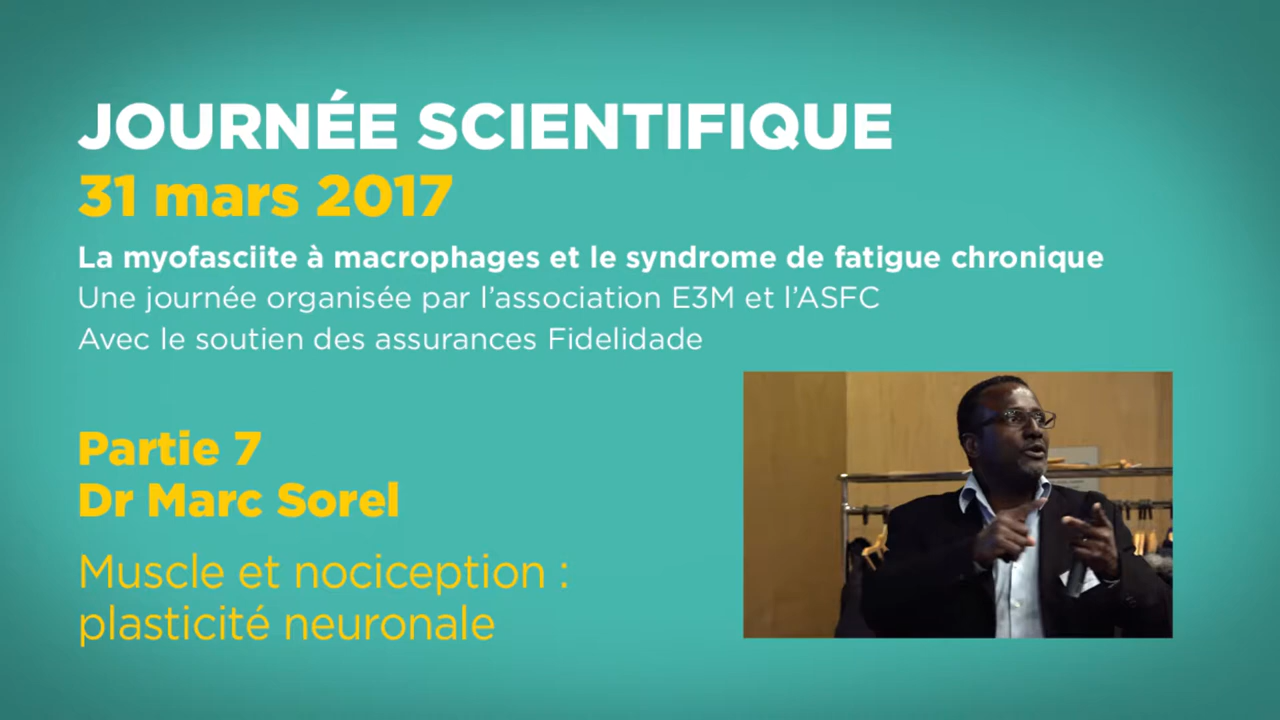 JOURNÉE SCIENTIFIQUE
31 mars 2017
La myofasciite à macrophages et le syndrome de fatigue chronique
Une journée organisée par l'association E3M et l'ASFC
Avec le soutien des assurances Fidelidade
Partie 7
Dr Marc Sorel
Muscle et nociception :
plasticité neuronale